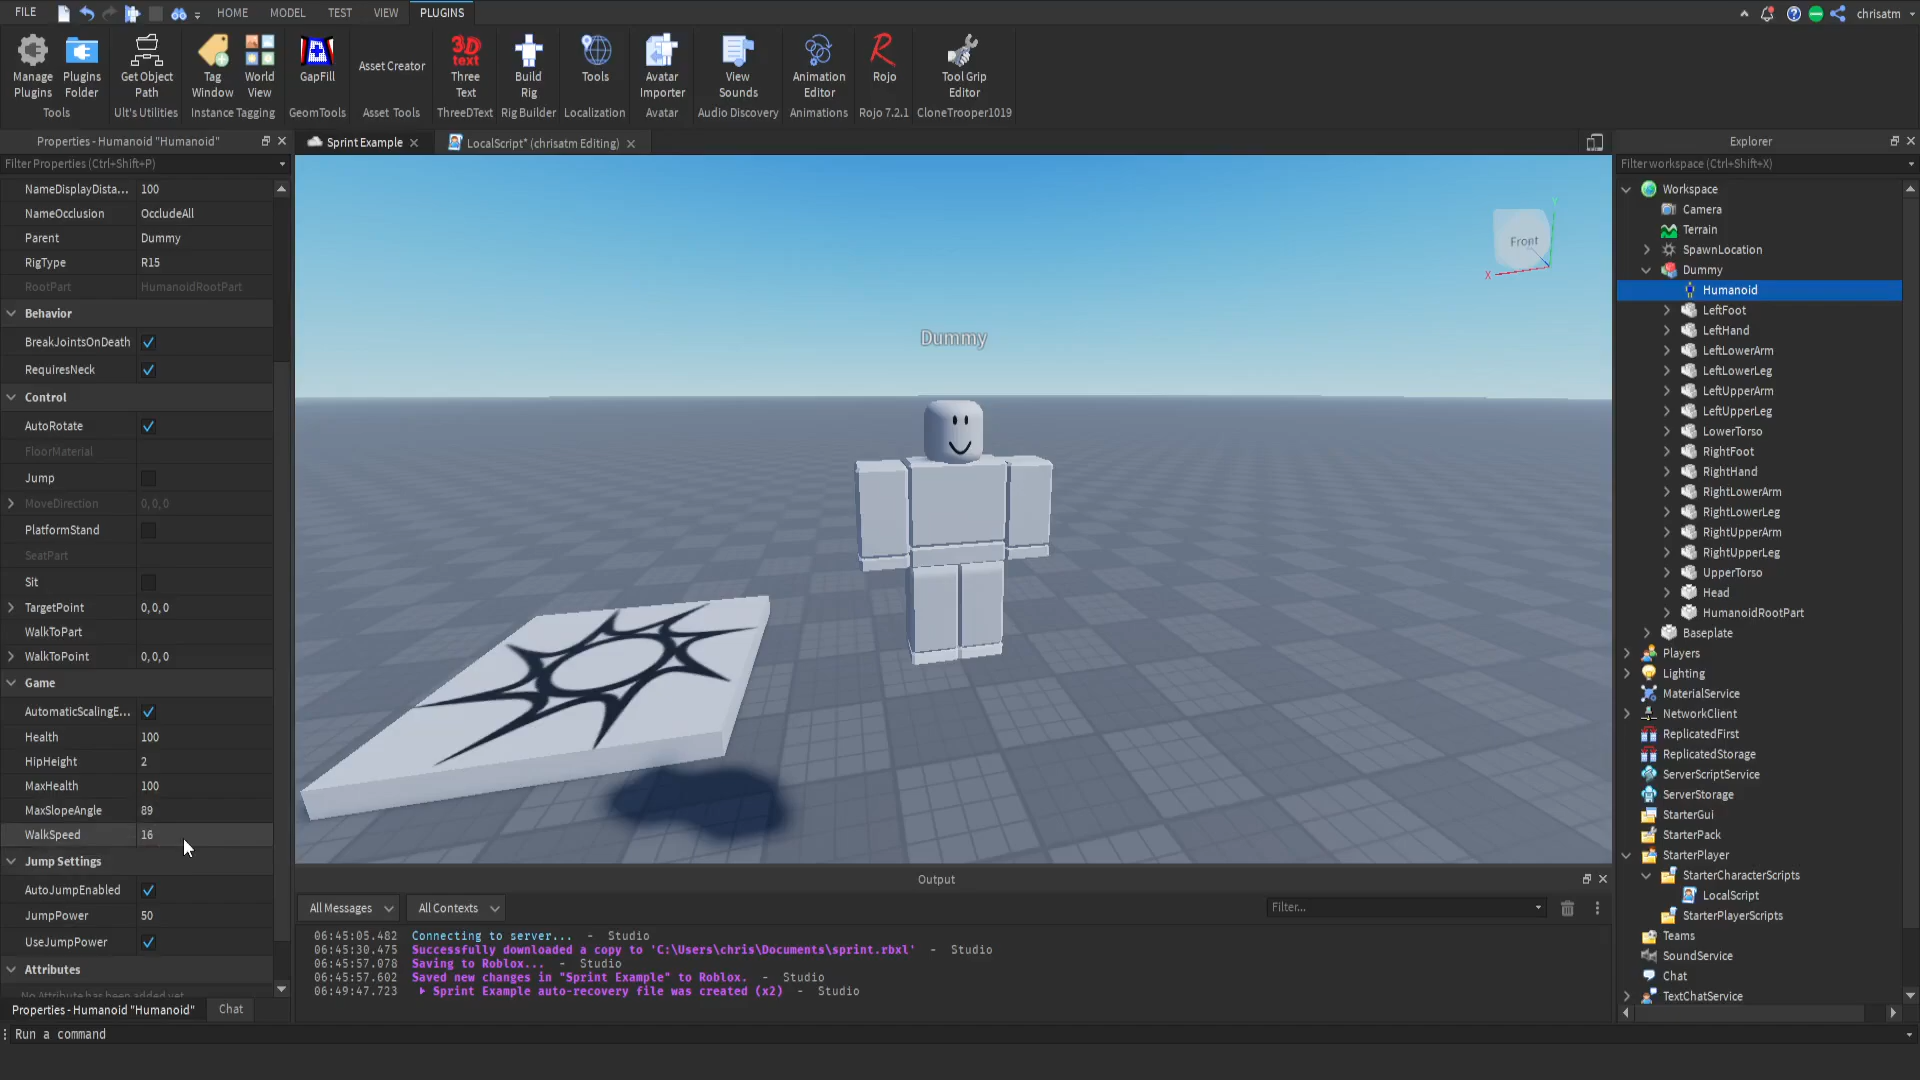 FILE
HOME
MODEL
TEST
VIEW
PLUGINS
chrisatm
Manage Plugins
Plugins Folder
Get Object Path
Tag Window
World View
GapFill
Asset Creator
3D text
Three Text
Build Rig
Tools
Avatar Importer
View Sounds
Animation Editor
Rojo
Tool Grip Editor
Tools
Ult's Utilities
Instance Tagging
GeomTools
Asset Tools
ThreeDText
Rig Builder
Localization
Avatar
Audio Discovery
Animations
Rojo 7.2.1
CloneTrooper1019
Properties - Humanoid "Humanoid"
Filter Properties (Ctrl+Shift+P)
NameDisplayDista... 100
NameOcclusion OccludeAll
Parent Dummy
RigType R15
RootPart HumanoidRootPart
Behavior
BreakJointsOnDeath
RequiresNeck
Control
AutoRotate
FloorMaterial
Jump
MoveDirection 0,0,0
PlatformStand
SeatPart
Sit
TargetPoint 0,0,0
WalkToPart
WalkToPoint 0,0,0
Game
AutomaticScalingE...
Health 100
HipHeight 2
MaxHealth 100
MaxSlopeAngle 89
WalkSpeed 16
Jump Settings
AutoJumpEnabled
JumpPower 50
UseJumpPower
Attributes
No Attribute has been added yet
Properties - Humanoid "Humanoid"
Chat
Run a command
Sprint Example
LocalScript* (chrisatm Editing)
Front
X
Y
Dummy
Output
All Messages
All Contexts
Filter...
06:45:05.482 Connecting to server... - Studio
06:45:30.475 Successfully downloaded a copy to 'C:\Users\chris\Documents\sprint.rbxl' - Studio
06:45:57.078 Saving to Roblox... - Studio
06:45:57.602 Saved new changes in "Sprint Example" to Roblox. - Studio
06:49:47.723 Sprint Example auto-recovery file was created (x2) - Studio
Explorer
Filter workspace (Ctrl+Shift+X)
Workspace
Camera
Terrain
SpawnLocation
Dummy
Humanoid
LeftFoot
LeftHand
LeftLowerArm
LeftLowerLeg
LeftUpperArm
LeftUpperLeg
LowerTorso
RightFoot
RightHand
RightLowerArm
RightLowerLeg
RightUpperArm
RightUpperLeg
UpperTorso
Head
HumanoidRootPart
Baseplate
Players
Lighting
MaterialService
NetworkClient
ReplicatedFirst
ReplicatedStorage
ServerScriptService
ServerStorage
StarterGui
StarterPack
StarterPlayer
StarterCharacterScripts
LocalScript
StarterPlayerScripts
Teams
SoundService
Chat
TextChatService